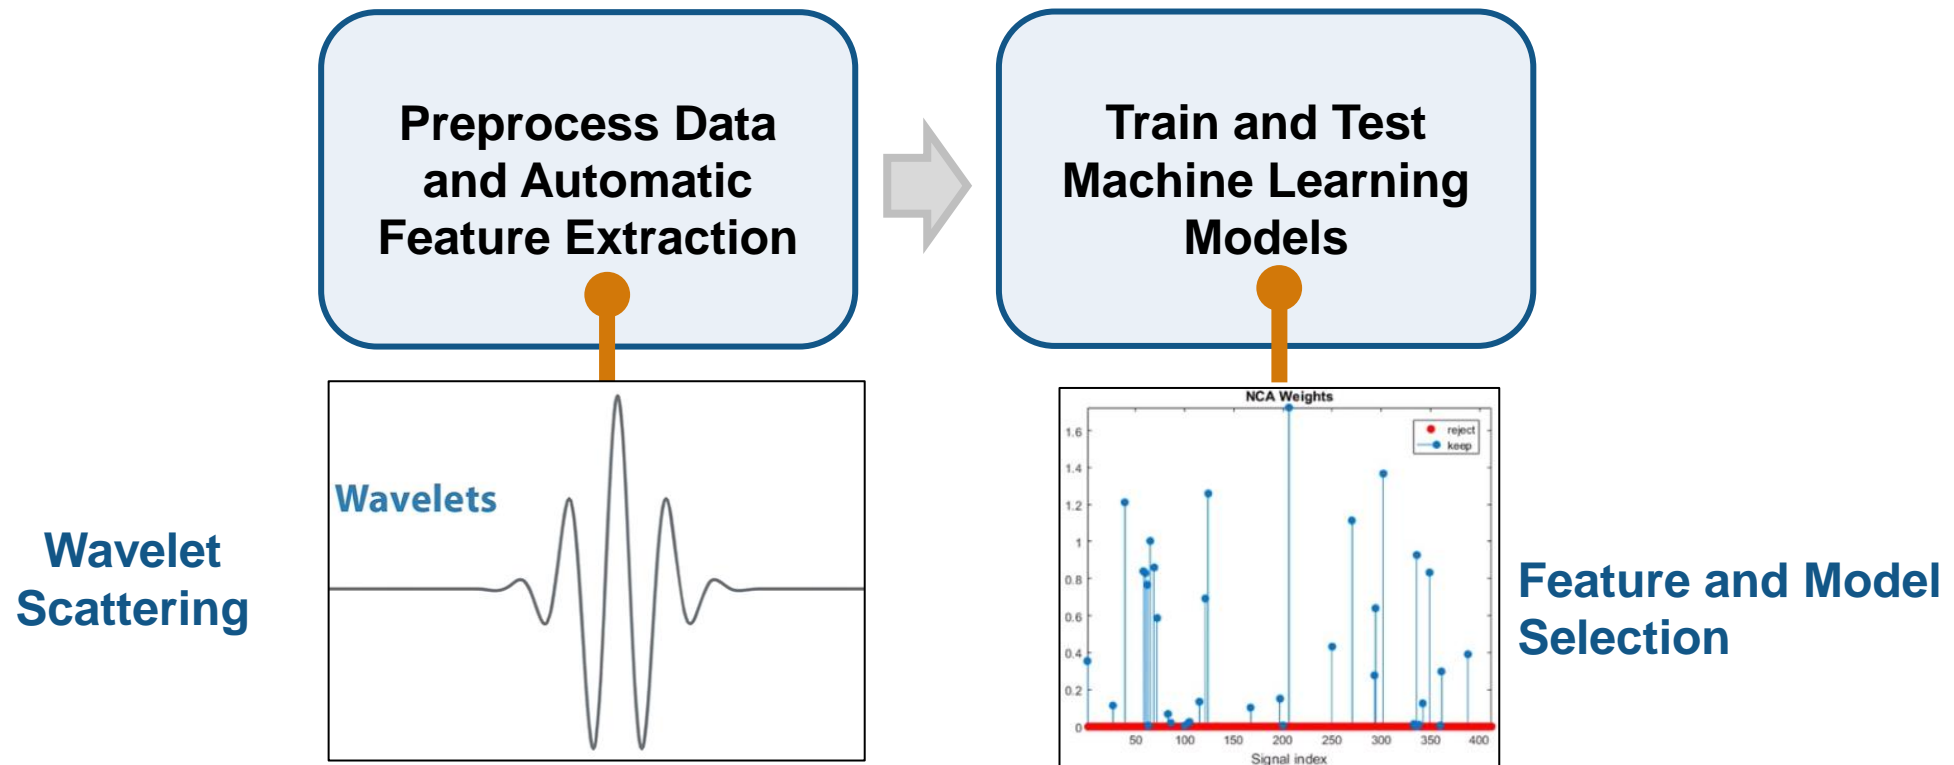 Preprocess Data
and Automatic
Feature Extraction
Train and Test
Machine Learning
Models
Wavelet
Scattering
Wavelets
NCA Weights
reject
keep
1.6
1.4
1.2
1
0.8
0.6
0.4
0.2
0
50 100 150 200 250 300 350 400
Signal index
Feature and Model
Selection